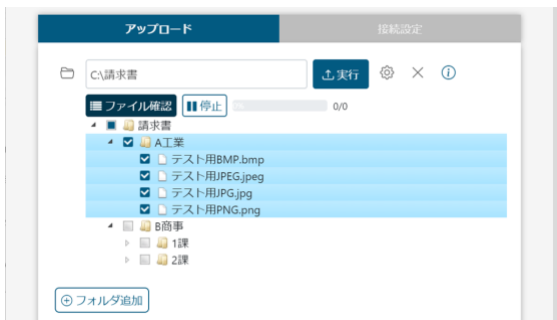 アップロード 接続設定
C:\請求書 実行
ファイル確認 停止 0/0
請求書
A工業
テスト用BMP.bmp
テスト用JPEG.jpeg
テスト用JPG.jpg
テスト用PNG.png
B商事
1課
2課
フォルダ追加